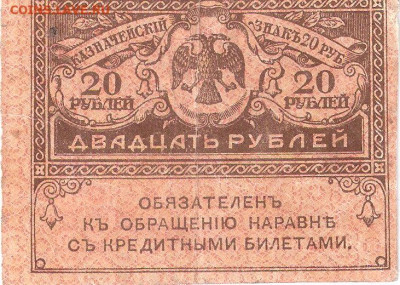 КАЗНАЧЕЙСКІЙ ЗНАКЪ 20 РУБ.
20 20
РУБЛЕЙ РУБЛЕЙ
ДВАДЦАТЬ РУБЛЕЙ
ОБЯЗАТЕЛЕНЪ
КЪ ОБРАЩЕНІЮ НАРАВНѢ
СЪ КРЕДИТНЫМИ БИЛЕТАМИ.